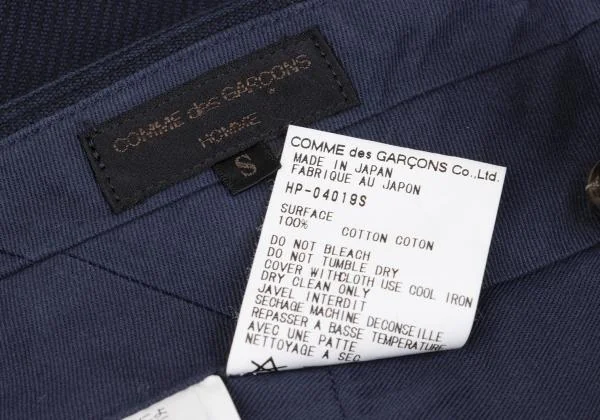 COMME des GARÇONS
HOMME
S
COMME des GARÇONS Co.,Ltd.
MADE IN JAPAN
FABRIQUE AU JAPON
HP-04019S
SURFACE
100% COTTON COTON
DO NOT BLEACH
DO NOT TUMBLE DRY
COVER WITHCLOTH USE COOL IRON
DRY CLEAN ONLY
JAVEL INTERDIT
SECHAGE MACHINE DECONSEILLE
REPASSER A BASSE TEMPERATURE
AVEC UNE PATTE
NETTOYAGE A SEC